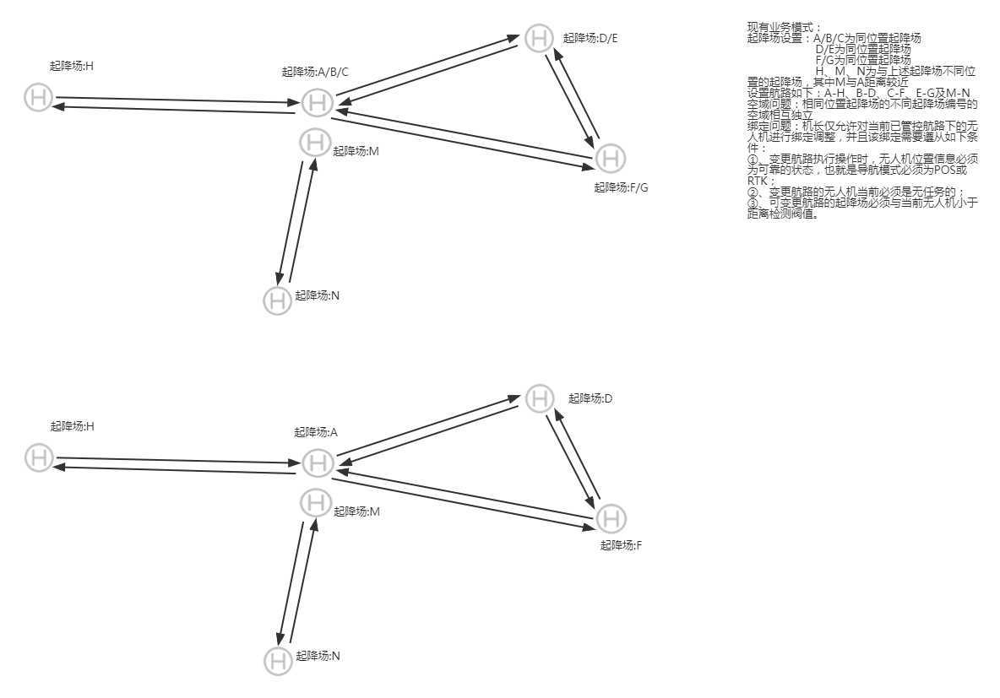 起降场:D/E
起降场:H
起降场:A/B/C
起降场:M
起降场:F/G
起降场:N
现有业务模式：
起降场设置：A/B/C为同位置起降场
D/E为同位置起降场
F/G为同位置起降场
H、M、N为与上述起降场不同位
置的起降场，其中M与A距离较近
设置航路如下：A-H、B-D、C-F、E-G及M-N
空域问题：相同位置起降场的不同起降场编号的
空域相互独立
绑定问题：机长仅允许对当前已管控航路下的无
人机进行绑定调整，并且该绑定需要遵从如下条
件：
①、变更航路执行操作时，无人机位置信息必须
为可靠的状态，也就是导航模式必须为POS或
RTK；
②、变更航路的无人机当前必须是无任务的；
③、可变更航路的起降场必须与当前无人机小于
距离检测阀值。
起降场:D
起降场:H
起降场:A
起降场:M
起降场:F
起降场:N